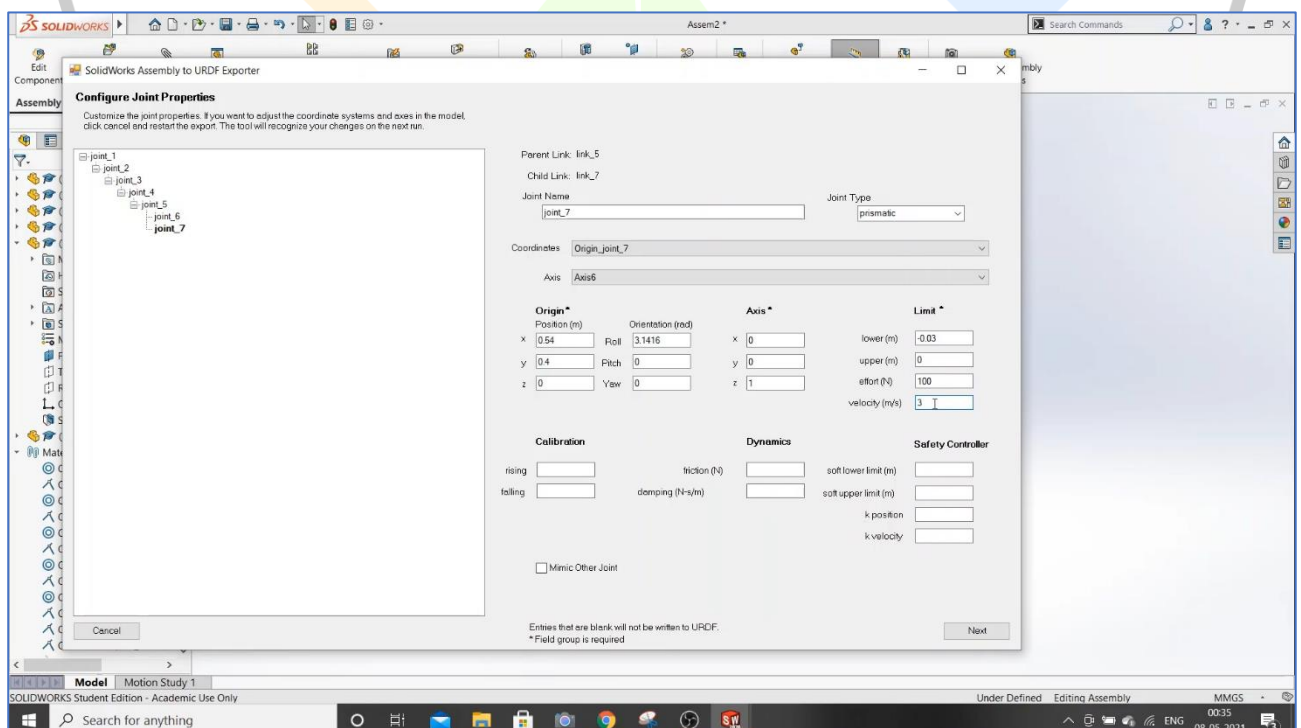 SOLIDWORKS
Assem2 *
Search Commands
Edit
Component
Assembly
SolidWorks Assembly to URDF Exporter
Configure Joint Properties
Customize the joint properties. If you want to adjust the coordinate systems and axes in the model,
click cancel and restart the export. The tool will recognize your changes on the next run.
joint_1
joint_2
joint_3
joint_4
joint_5
joint_6
joint_7
Parent Link: link_5
Child Link: link_7
Joint Name
joint_7
Joint Type
prismatic
Coordinates Origin_joint_7
Axis Axis6
Origin*
Position (m) Orientation (rad)
x 0.54 Roll 3.1416
y 0.4 Pitch 0
z 0 Yaw 0
Axis *
x 0
y 0
z 1
Limit *
lower (m) -0.03
upper (m) 0
effort (N) 100
velocity (m/s) 3
Calibration
rising
falling
Dynamics
friction (N)
damping (N-s/m)
Safety Controller
soft lower limit (m)
soft upper limit (m)
k position
k velocity
Mimic Other Joint
Entries that are blank will not be written to URDF.
* Field group is required
Cancel
Next
Model Motion Study 1
SOLIDWORKS Student Edition - Academic Use Only
Under Defined Editing Assembly MMGS
Search for anything
ENG
00:35
08-05-2021